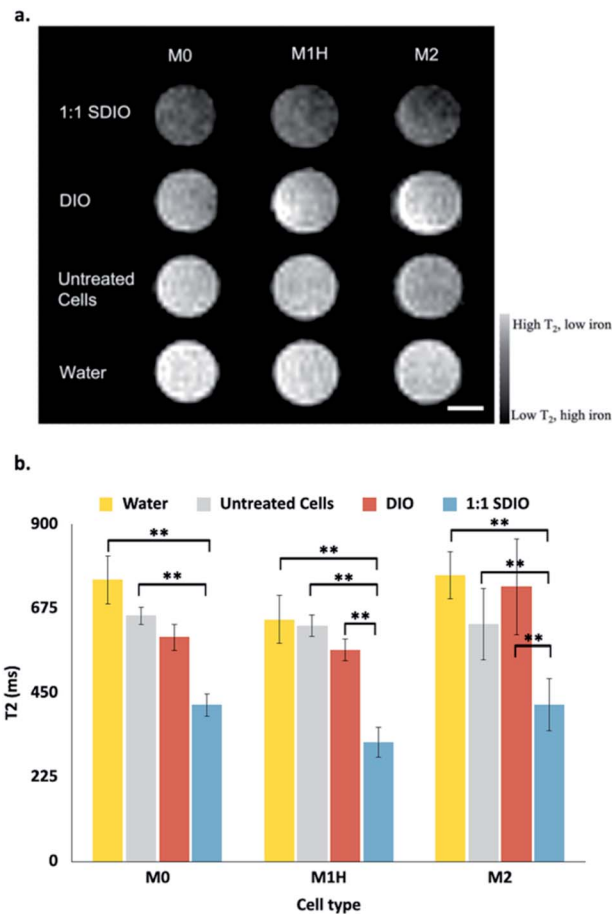 a.
M0 M1H M2
1:1 SDIO
DIO
Untreated
Cells
Water
High T₂, low iron
Low T₂, high iron
b.
Water Untreated Cells DIO 1:1 SDIO
900
**
**
**
**
**
**
**
**
675
450
225
0
T2 (ms)
M0 M1H M2
Cell type